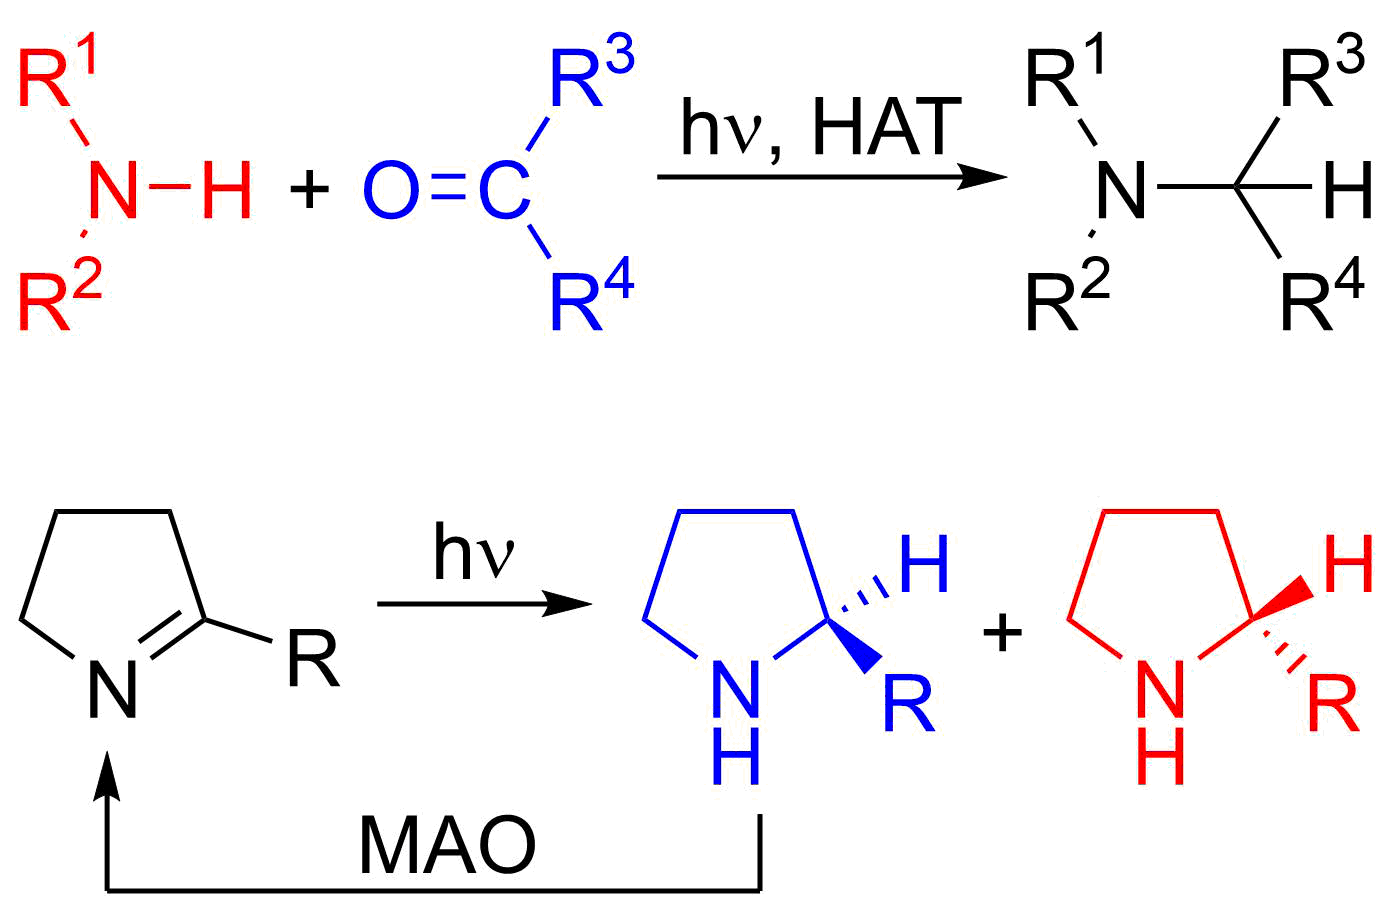 R1 R3 R1 R3
hν, HAT
N–H + O=C N H
R2 R4 R2 R4
hν H H
R + R
N N N
H H
R R
MAO